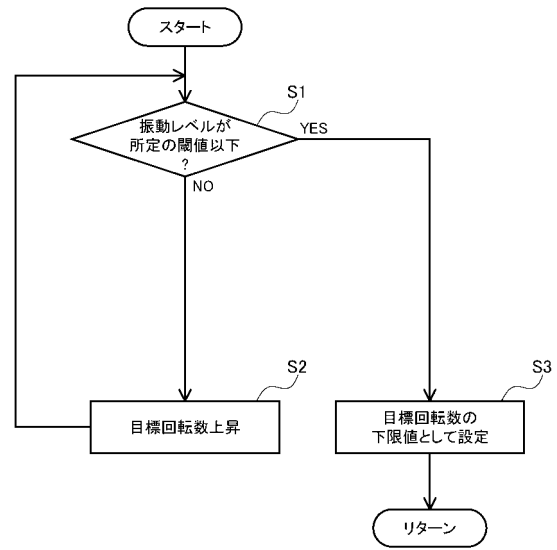 スタート
S1
振動レベルが
所定の閾値以下
?
YES
NO
S2
目標回転数上昇
S3
目標回転数の
下限値として設定
リターン